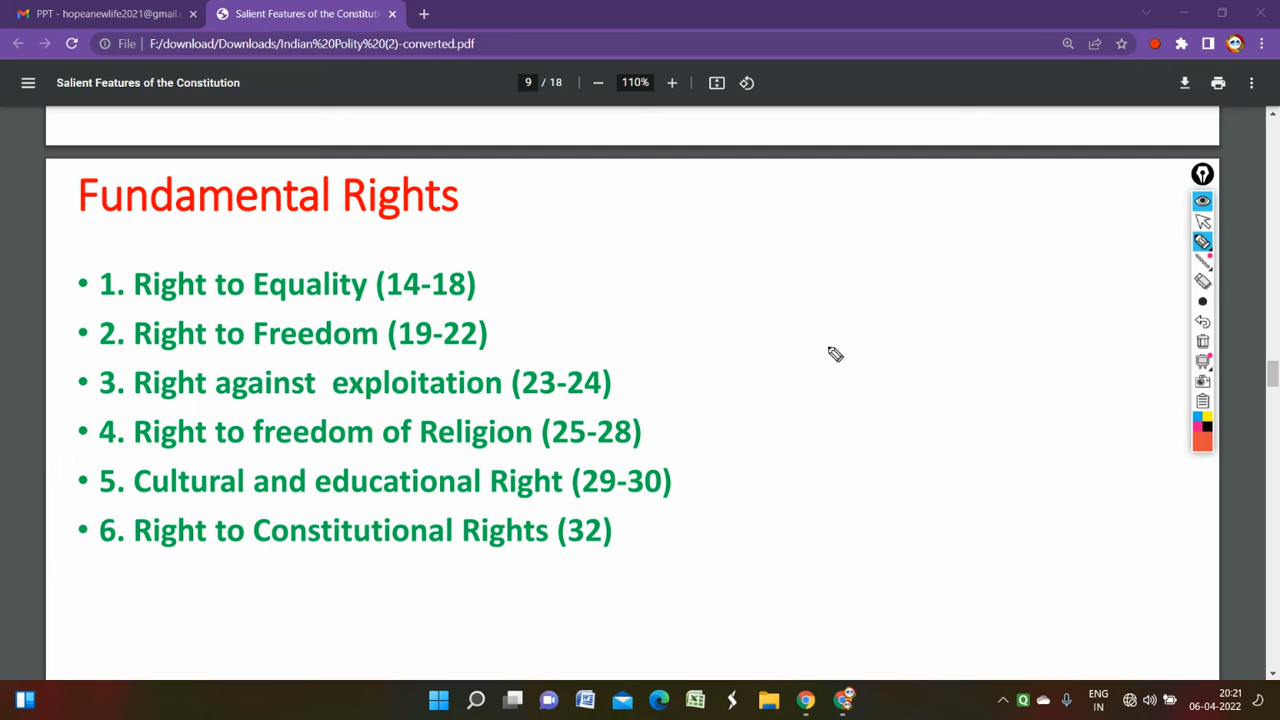 PPT - hopeanewlife2021@gmail.c
Salient Features of the Constituti
File
F:/download/Downloads/Indian%20Polity%20(2)-converted.pdf
Salient Features of the Constitution
9 / 18
110%
Fundamental Rights
• 1. Right to Equality (14-18)
• 2. Right to Freedom (19-22)
• 3. Right against exploitation (23-24)
• 4. Right to freedom of Religion (25-28)
• 5. Cultural and educational Right (29-30)
• 6. Right to Constitutional Rights (32)
ENG
IN
20:21
06-04-2022